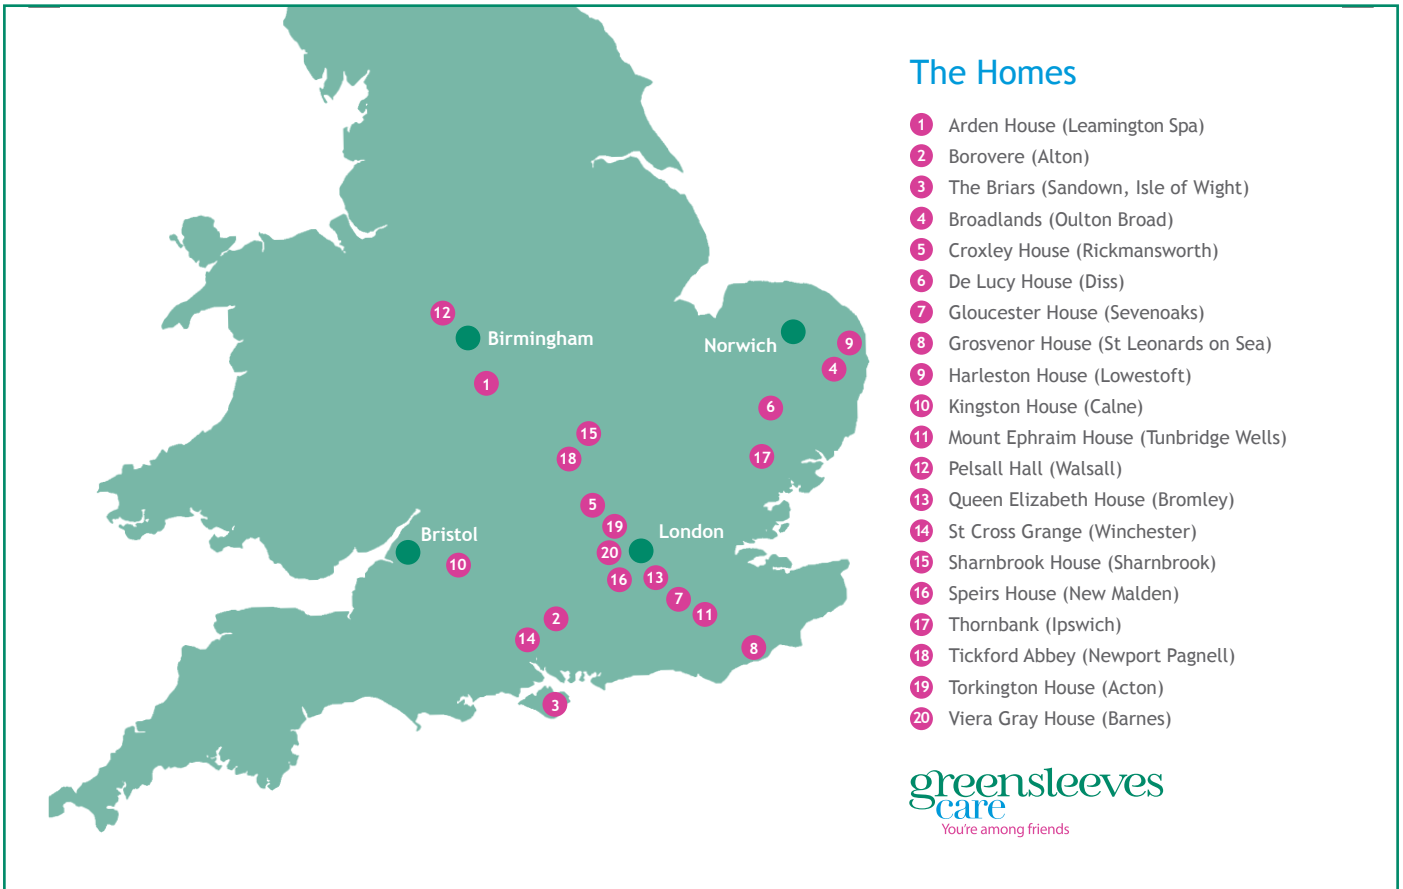 The Homes
1 Arden House (Leamington Spa)
2 Borovere (Alton)
3 The Briars (Sandown, Isle of Wight)
4 Broadlands (Oulton Broad)
5 Croxley House (Rickmansworth)
6 De Lucy House (Diss)
7 Gloucester House (Sevenoaks)
8 Grosvenor House (St Leonards on Sea)
9 Harleston House (Lowestoft)
10 Kingston House (Calne)
11 Mount Ephraim House (Tunbridge Wells)
12 Pelsall Hall (Walsall)
13 Queen Elizabeth House (Bromley)
14 St Cross Grange (Winchester)
15 Sharnbrook House (Sharnbrook)
16 Speirs House (New Malden)
17 Thornbank (Ipswich)
18 Tickford Abbey (Newport Pagnell)
19 Torkington House (Acton)
20 Viera Gray House (Barnes)
greensleeves
care
You're among friends
12
Birmingham
Norwich
9
4
1
6
15
18
17
5
19
London
Bristol
20
10
16
13
7
11
2
14
8
3